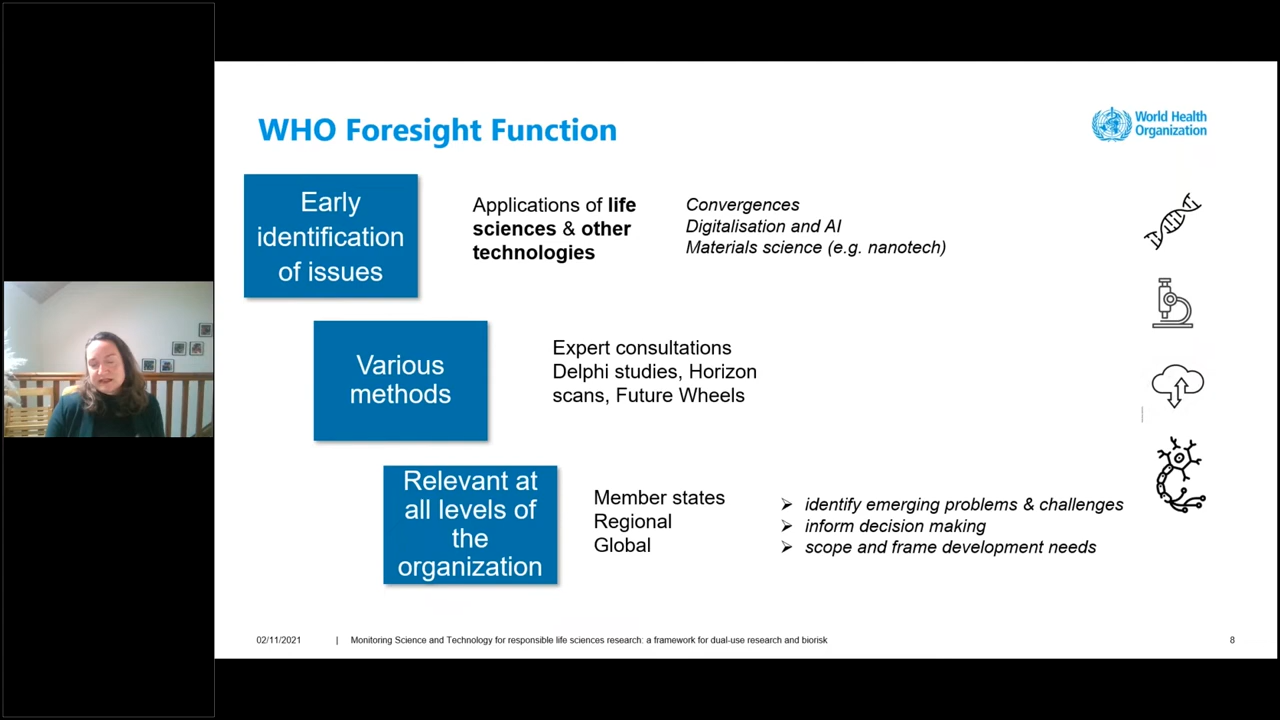 WHO Foresight Function
World Health
Organization
Early
identification
of issues
Applications of life
sciences & other
technologies
Convergences
Digitalisation and AI
Materials science (e.g. nanotech)
Various
methods
Expert consultations
Delphi studies, Horizon
scans, Future Wheels
Relevant at
all levels of
the
organization
Member states
Regional
Global
identify emerging problems & challenges
inform decision making
scope and frame development needs
02/11/2021 | Monitoring Science and Technology for responsible life sciences research: a framework for dual-use research and biorisk 8